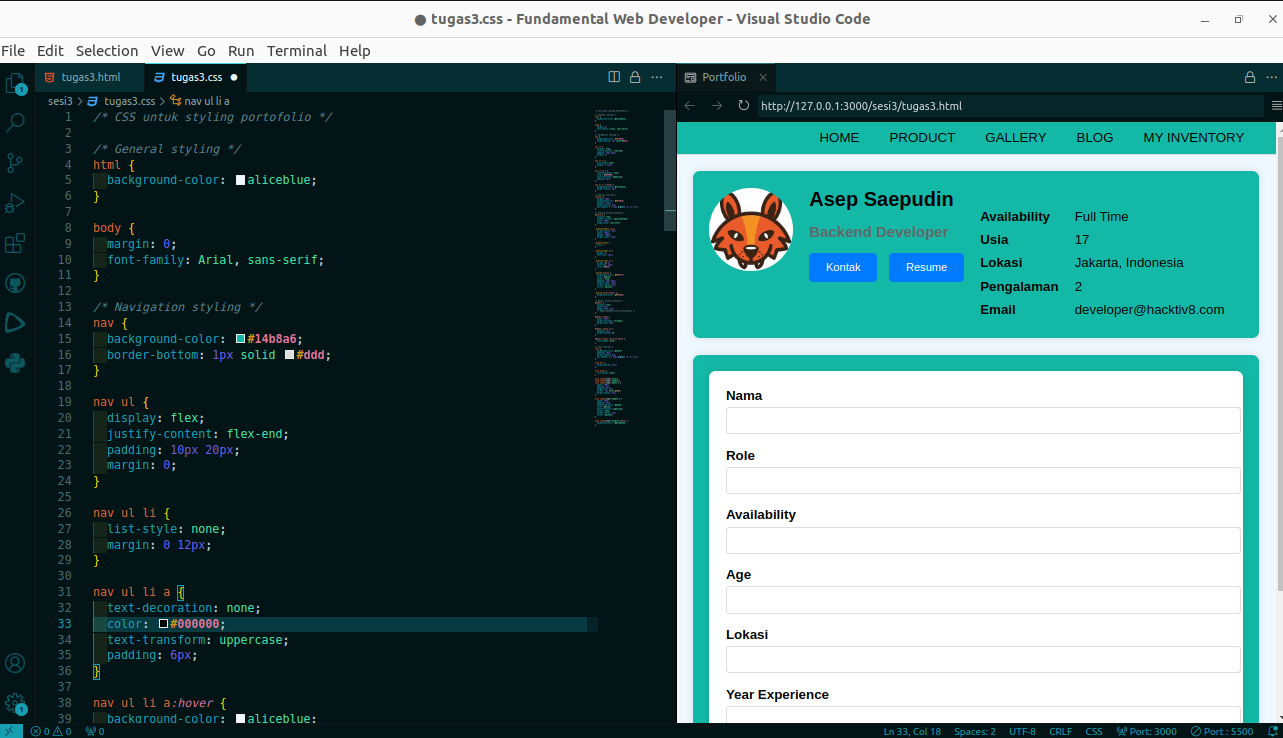 tugas3.css - Fundamental Web Developer - Visual Studio Code
File Edit Selection View Go Run Terminal Help
tugas3.html
tugas3.css
sesi3 > tugas3.css > nav ul li a
1 /* CSS untuk styling portofolio */
2
3 /* General styling */
4 html {
5 background-color: aliceblue;
6 }
7
8 body {
9 margin: 0;
10 font-family: Arial, sans-serif;
11 }
12
13 /* Navigation styling */
14 nav {
15 background-color: #14b8a6;
16 border-bottom: 1px solid #ddd;
17 }
18
19 nav ul {
20 display: flex;
21 justify-content: flex-end;
22 padding: 10px 20px;
23 margin: 0;
24 }
25
26 nav ul li {
27 list-style: none;
28 margin: 0 12px;
29 }
30
31 nav ul li a {
32 text-decoration: none;
33 color: #000000;
34 text-transform: uppercase;
35 padding: 6px;
36 }
37
38 nav ul li a:hover {
39 background-color: aliceblue;
Portfolio
http://127.0.0.1:3000/sesi3/tugas3.html
HOME PRODUCT GALLERY BLOG MY INVENTORY
Asep Saepudin
Backend Developer
Kontak Resume
Availability Full Time
Usia 17
Lokasi Jakarta, Indonesia
Pengalaman 2
Email developer@hacktiv8.com
Nama
Role
Availability
Age
Lokasi
Year Experience
1
1
0 0 0
Ln 33, Col 18 Spaces: 2 UTF-8 CRLF CSS Port: 3000 Port : 5500